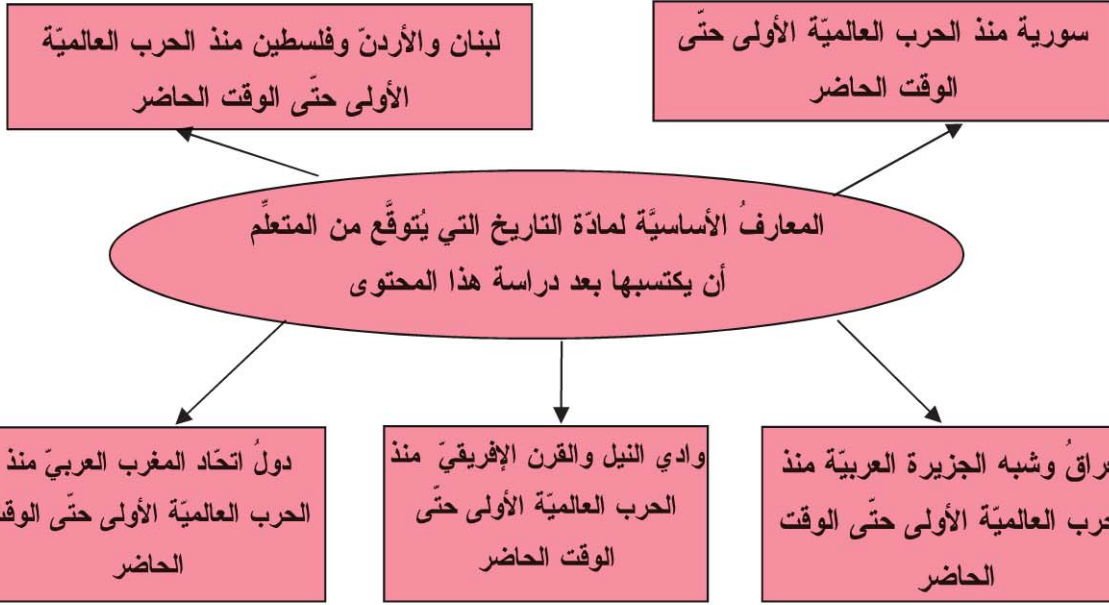 سورية منذ الحرب العالميّة الأولى حتّى
الوقت الحاضر
لبنان والأردنّ وفلسطين منذ الحرب العالميّة
الأولى حتّى الوقت الحاضر
المعارفُ الأساسيَّة لمادّة التاريخ التي يُتوقَّع من المتعلِّم
أن يكتسبها بعد دراسة هذا المحتوى
وشبه الجزيرة العربيّة منذ
العالميّة الأولى حتّى الوقت
الحاضر
وادي النيل والقرن الإفريقيّ منذ
الحرب العالميّة الأولى حتّى
الوقت الحاضر
دولُ اتحّاد المغرب العربيّ منذ
الحرب العالميّة الأولى حتّى
الحاضر